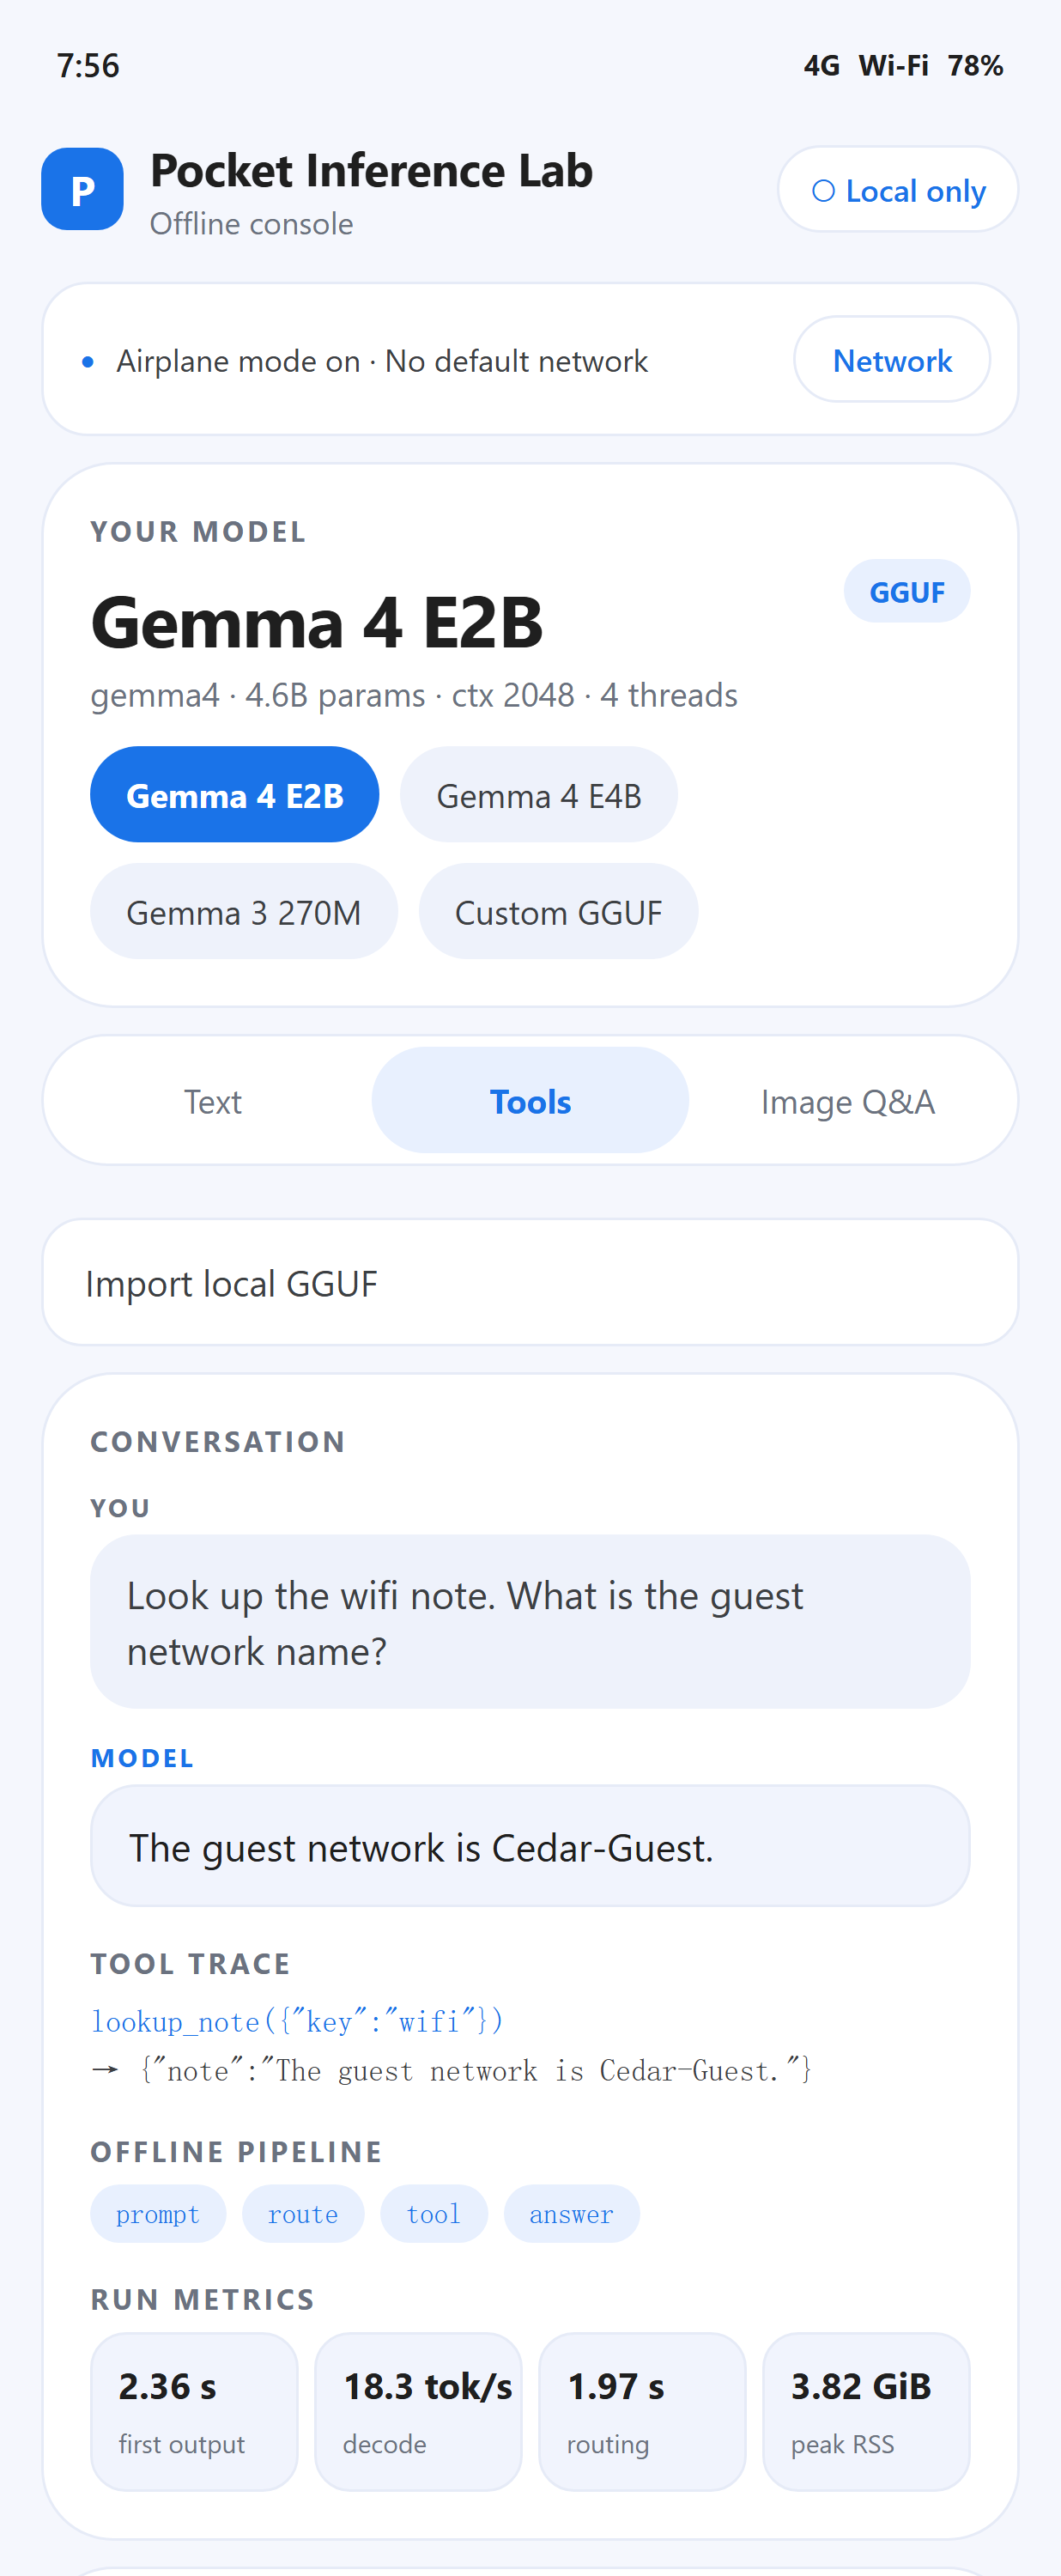 7:56
4G Wi-Fi 78%
P
Pocket Inference Lab
Offline console
○ Local only
• Airplane mode on · No default network
Network
YOUR MODEL
GGUF
Gemma 4 E2B
gemma4 · 4.6B params · ctx 2048 · 4 threads
Gemma 4 E2B
Gemma 4 E4B
Gemma 3 270M
Custom GGUF
Text
Tools
Image Q&A
Import local GGUF
CONVERSATION
YOU
Look up the wifi note. What is the guest
network name?
MODEL
The guest network is Cedar-Guest.
TOOL TRACE
lookup_note({"key":"wifi"})
→ {"note":"The guest network is Cedar-Guest."}
OFFLINE PIPELINE
prompt
route
tool
answer
RUN METRICS
2.36 s
first output
18.3 tok/s
decode
1.97 s
routing
3.82 GiB
peak RSS